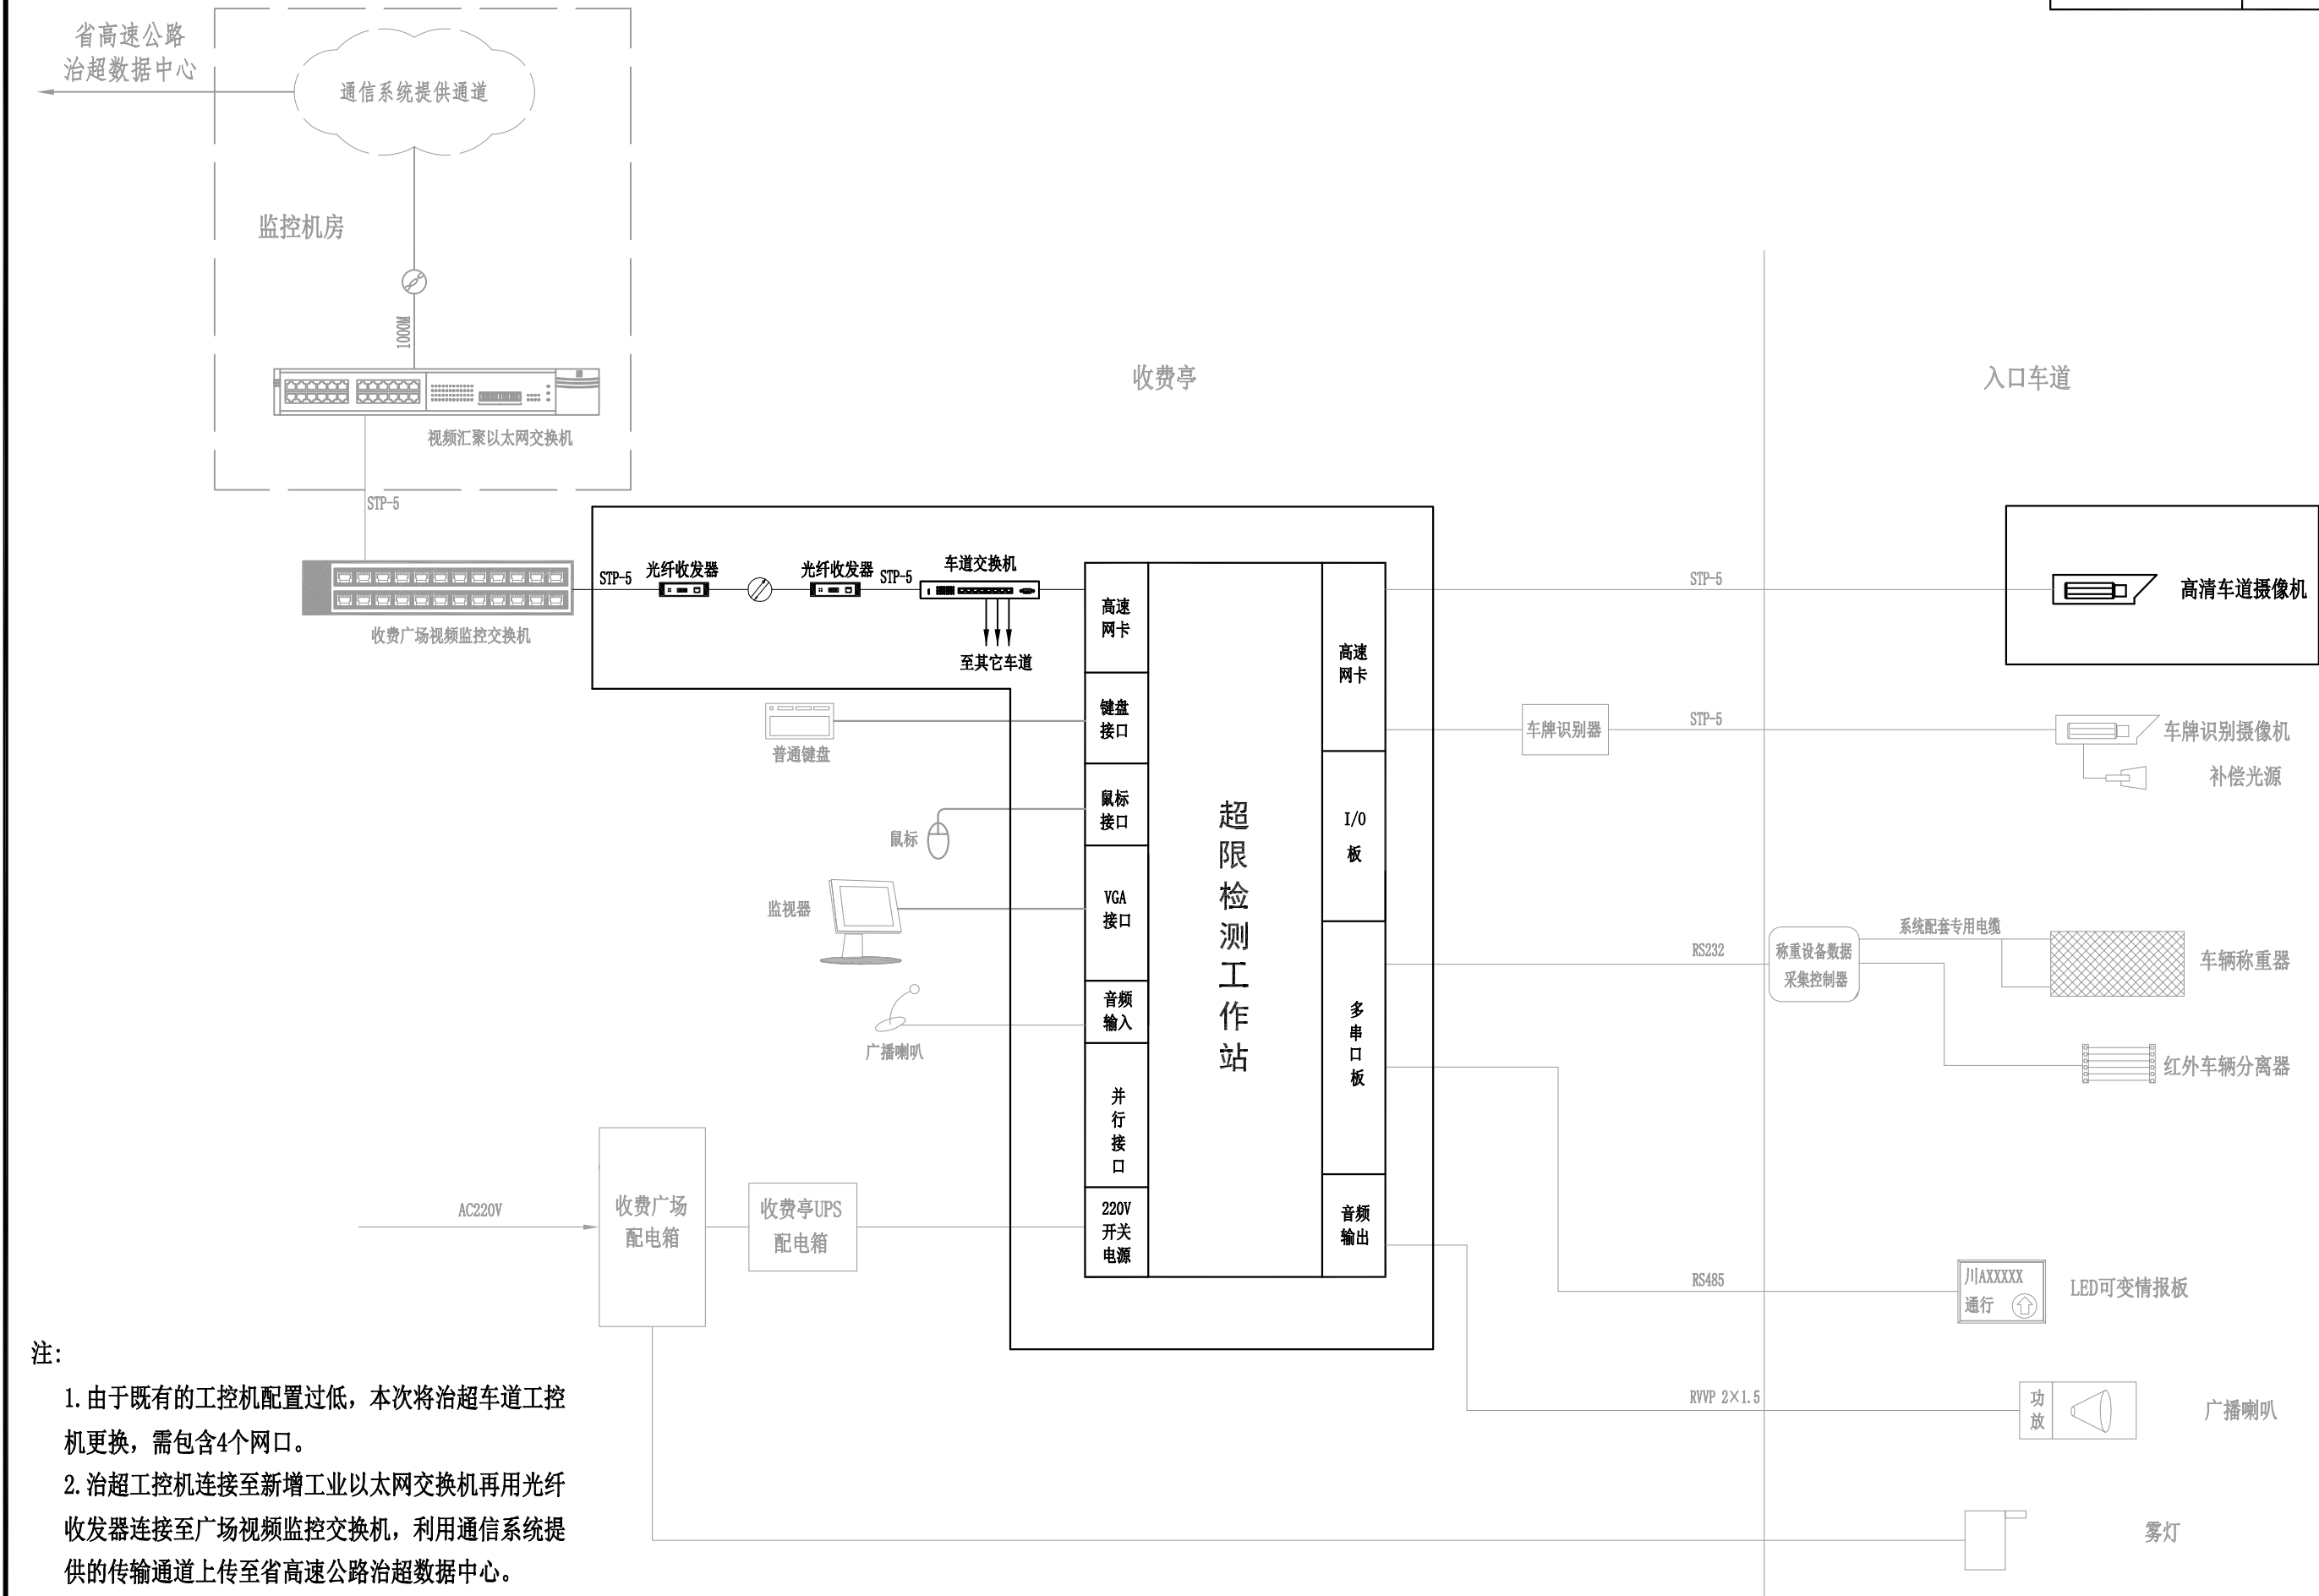 省高速公路
治超数据中心
通信系统提供通道
监控机房
1000M
视频汇聚以太网交换机
STP-5
收费广场视频监控交换机
收费亭
入口车道
STP-5
光纤收发器
光纤收发器
STP-5
车道交换机
至其它车道
高速
网卡
键盘
接口
鼠标
接口
VGA
接口
音频
输入
并
行
接
口
220V
开关
电源
超
限
检
测
工
作
站
高速
网卡
I/O
板
多
串
口
板
音频
输出
普通键盘
鼠标
监视器
广播喇叭
AC220V
收费广场
配电箱
收费亭UPS
配电箱
STP-5
高清车道摄像机
车牌识别器
STP-5
车牌识别摄像机
补偿光源
RS232
称重设备数据
采集控制器
系统配套专用电缆
车辆称重器
红外车辆分离器
RS485
川AXXXXX
通行
LED可变情报板
RVVP 2×1.5
功
放
广播喇叭
雾灯
注:
1.由于既有的工控机配置过低，本次将治超车道工控
机更换，需包含4个网口。
2.治超工控机连接至新增工业以太网交换机再用光纤
收发器连接至广场视频监控交换机，利用通信系统提
供的传输通道上传至省高速公路治超数据中心。